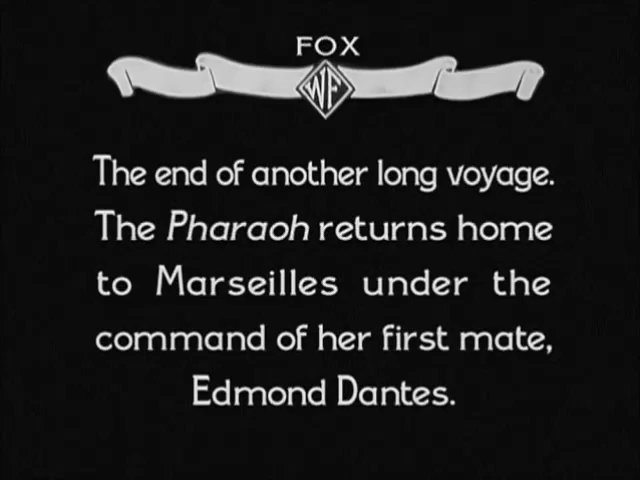 FOX
WF
The end of another long voyage.
The Pharaoh returns home
to Marseilles under the
command of her first mate,
Edmond Dantes.